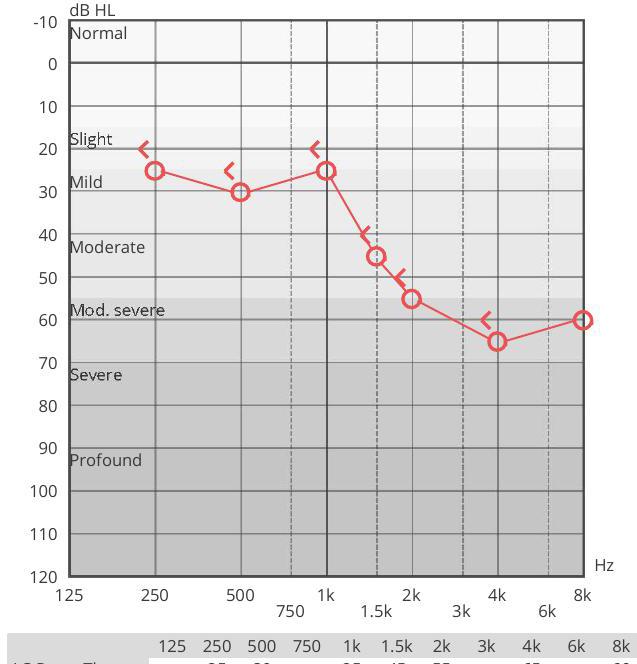 dB HL
-10
Normal
0
10
Slight
20
Mild
30
40
Moderate
50
Mod. severe
60
70
Severe
80
90
Profound
100
110
120
Hz
125 250 500 1k 2k 4k 8k
750 1.5k 3k 6k
125 250 500 750 1k 1.5k 2k 3k 4k 6k 8k